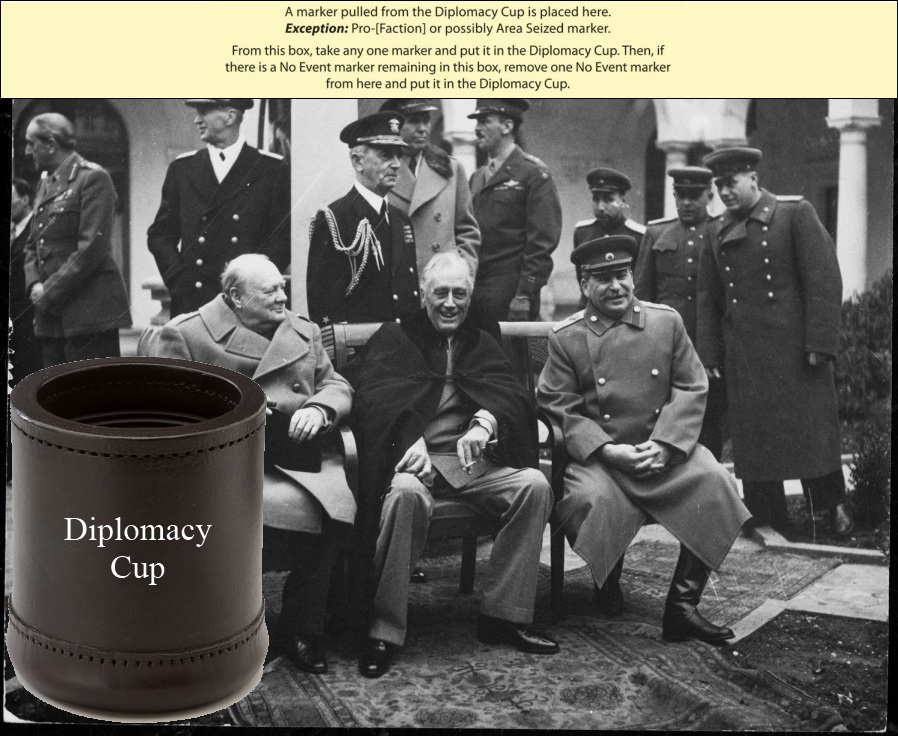 A marker pulled from the Diplomacy Cup is placed here.
Exception: Pro-[Faction] or possibly Area Seized marker.
From this box, take any one marker and put it in the Diplomacy Cup. Then, if
there is a No Event marker remaining in this box, remove one No Event marker
from here and put it in the Diplomacy Cup.
Diplomacy
Cup